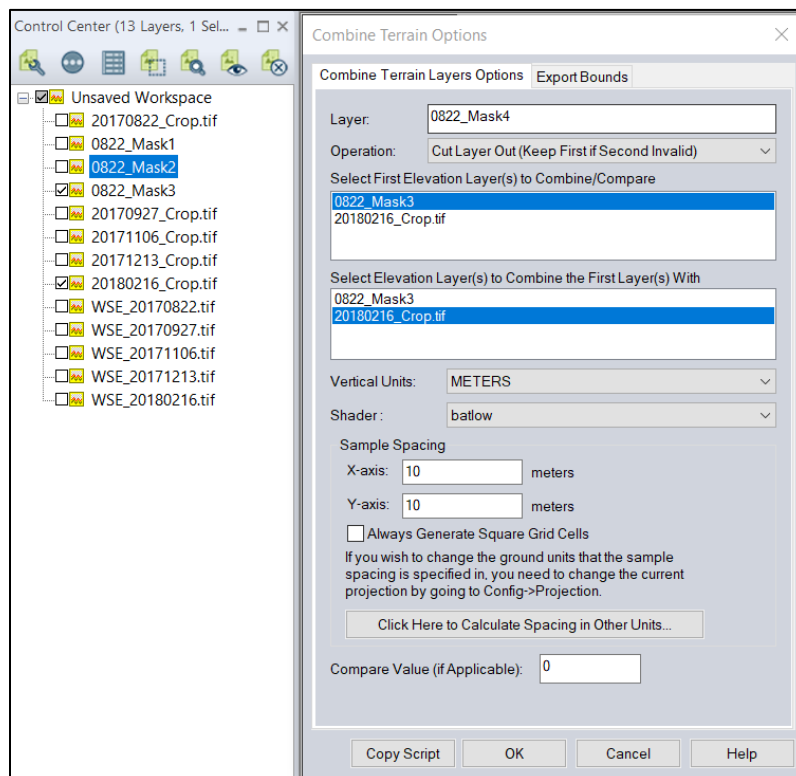 Control Center (13 Layers, 1 Sel...
Unsaved Workspace
20170822_Crop.tif
0822_Mask1
0822_Mask2
0822_Mask3
20170927_Crop.tif
20171106_Crop.tif
20171213_Crop.tif
20180216_Crop.tif
WSE_20170822.tif
WSE_20170927.tif
WSE_20171106.tif
WSE_20171213.tif
WSE_20180216.tif
Combine Terrain Options
Combine Terrain Layers Options Export Bounds
Layer: 0822_Mask4
Operation: Cut Layer Out (Keep First if Second Invalid)
Select First Elevation Layer(s) to Combine/Compare
0822_Mask3
20180216_Crop.tif
Select Elevation Layer(s) to Combine the First Layer(s) With
0822_Mask3
20180216_Crop.tif
Vertical Units: METERS
Shader: batlow
Sample Spacing
X-axis: 10 meters
Y-axis: 10 meters
Always Generate Square Grid Cells
If you wish to change the ground units that the sample
spacing is specified in, you need to change the current
projection by going to Config->Projection.
Click Here to Calculate Spacing in Other Units...
Compare Value (if Applicable): 0
Copy Script OK Cancel Help